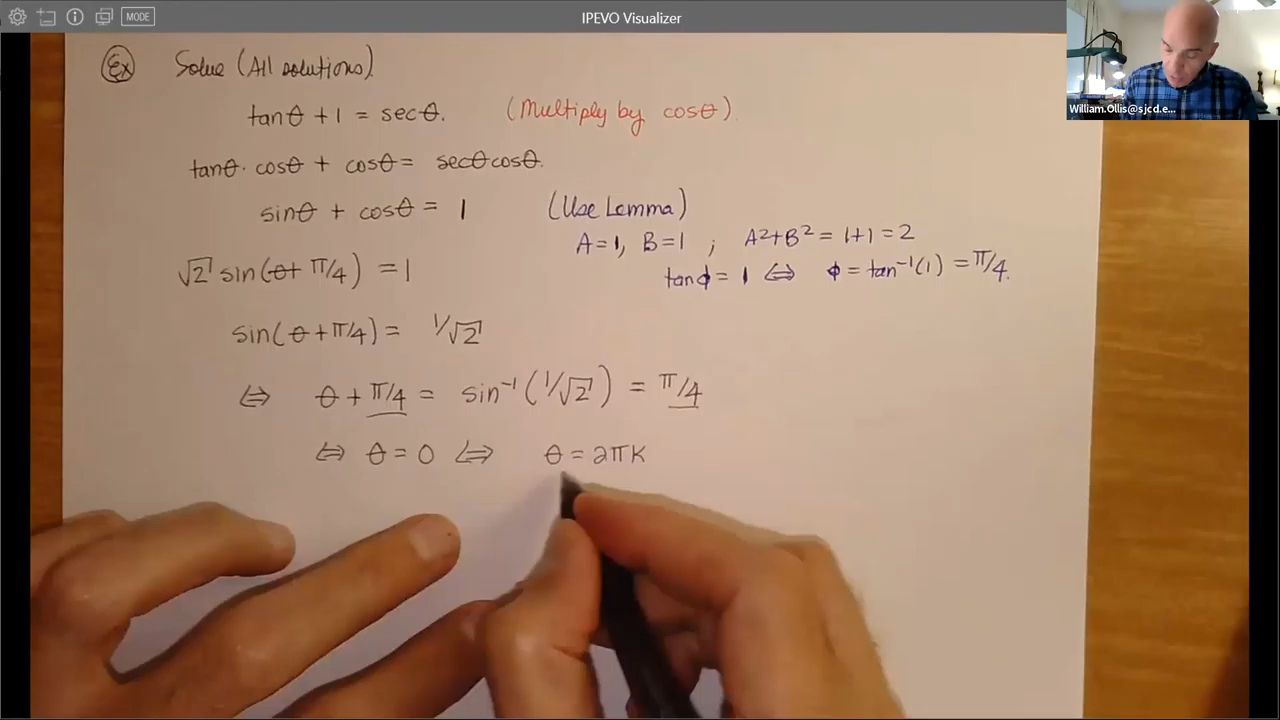 MODE
IPEVO Visualizer
William.Ollis@sjcd.e...
Ex Solve (All solutions)
tanθ + 1 = secθ. (Multiply by cosθ).
tanθ · cosθ + cosθ = secθcosθ.
sinθ + cosθ = 1 (Use Lemma)
A=1, B=1 ; A²+B² = 1+1 = 2
√2 sin(θ+π/4) = 1 tanϕ = 1 ⇔ ϕ = tan⁻¹(1) = π/4.
sin(θ+π/4) = 1/√2
⇔ θ + π/4 = sin⁻¹(1/√2) = π/4
⇔ θ = 0 ⇔ θ = 2πK